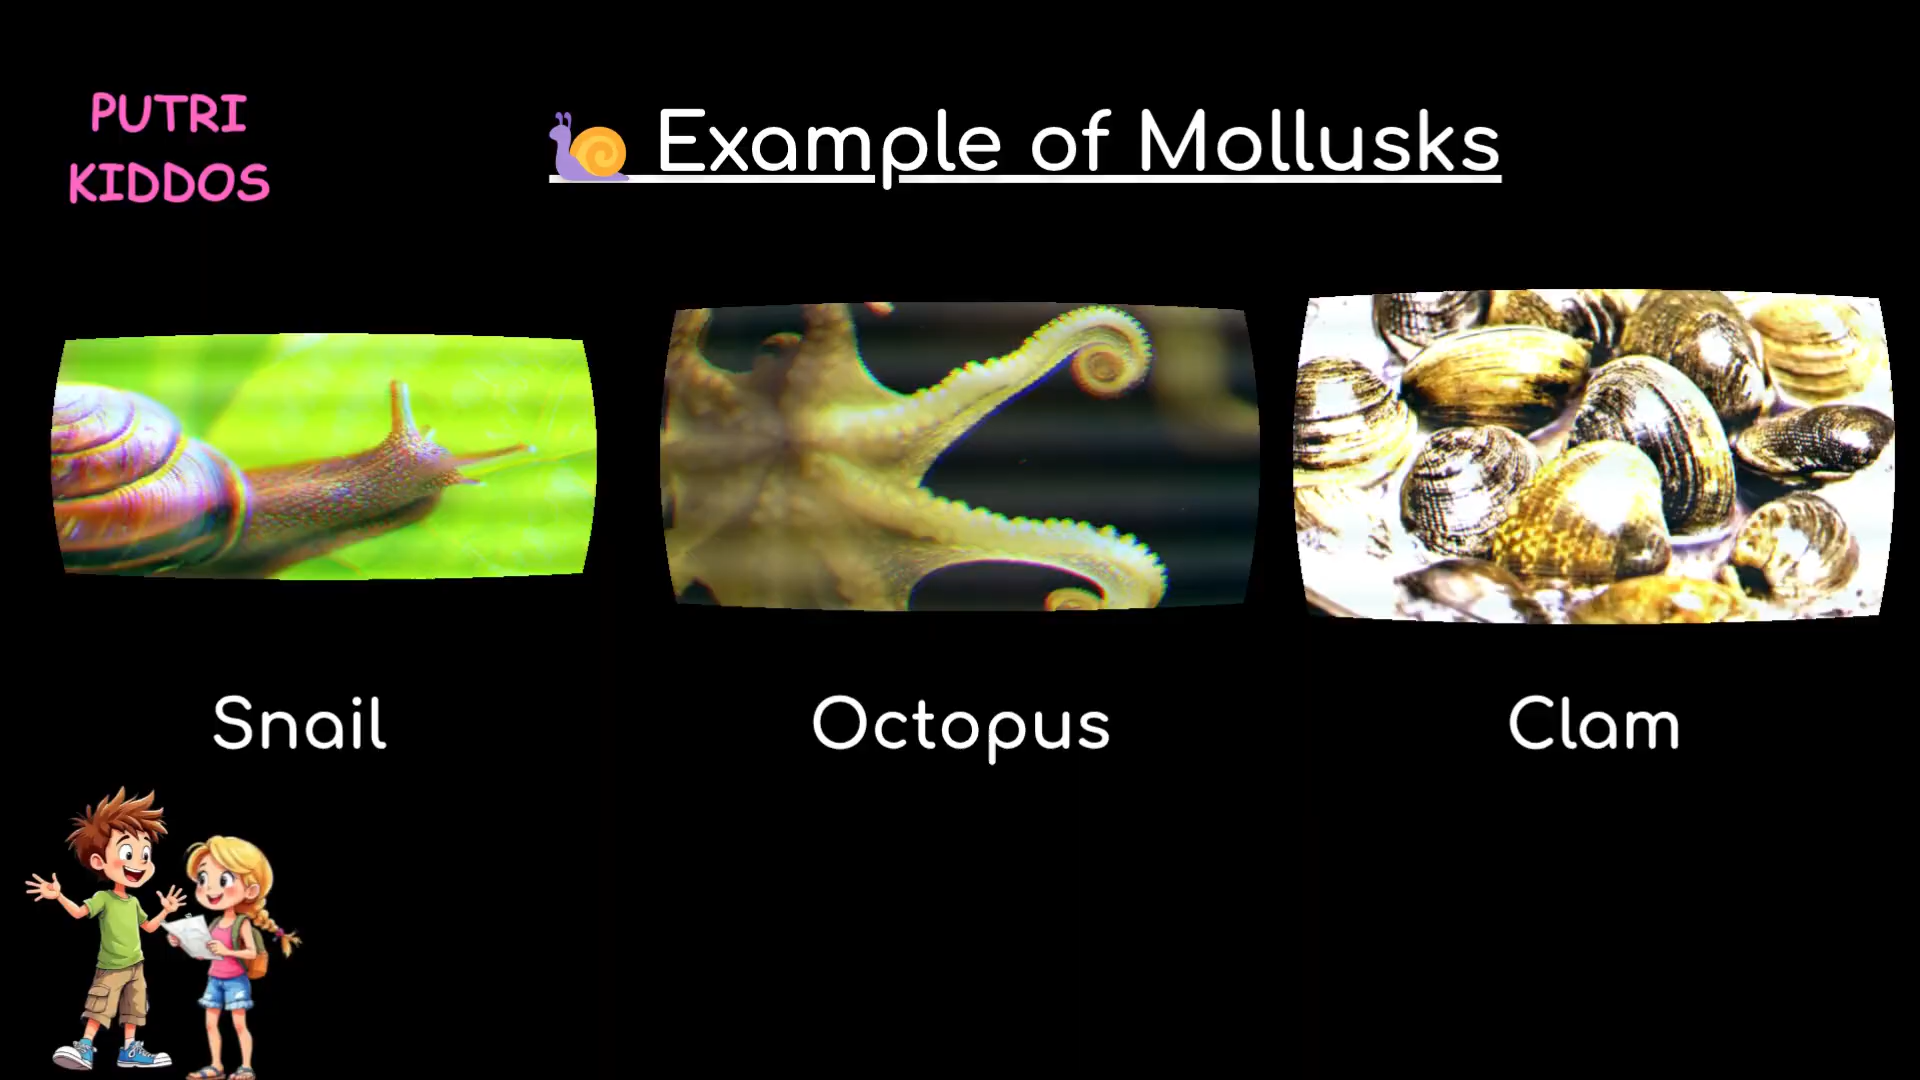 PUTRI
KIDDOS
🐌 Example of Mollusks
Snail
Octopus
Clam